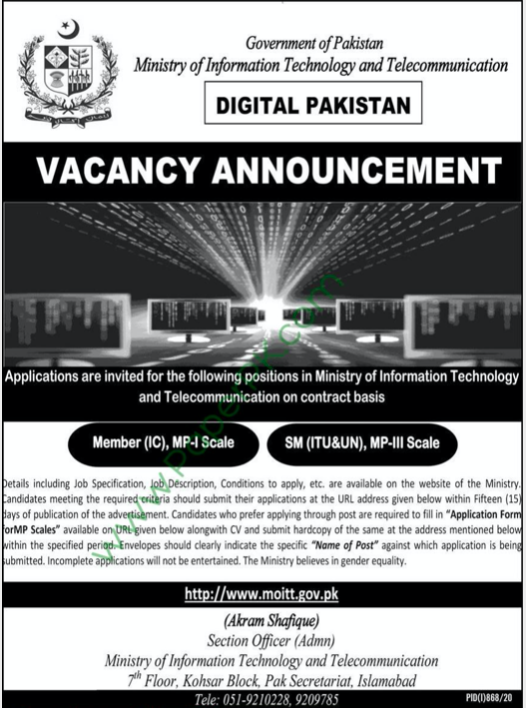 Government of Pakistan
Ministry of Information Technology and Telecommunication
DIGITAL PAKISTAN
VACANCY ANNOUNCEMENT
Applications are invited for the following positions in Ministry of Information Technology
and Telecommunication on contract basis
Member (IC), MP-I Scale
SM (ITU&UN), MP-III Scale
Details including Job Specification, Job Description, Conditions to apply, etc. are available on the website of the Ministry.
Candidates meeting the required criteria should submit their applications at the URL address given below within Fifteen (15)
days of publication of the advertisement. Candidates who prefer applying through post are required to fill in "Application Form
forMP Scales" available on URL given below alongwith CV and submit hardcopy of the same at the address mentioned below
within the specified period. Envelopes should clearly indicate the specific "Name of Post" against which application is being
submitted. Incomplete applications will not be entertained. The Ministry believes in gender equality.
http://www.moitt.gov.pk
(Akram Shafique)
Section Officer (Admn)
Ministry of Information Technology and Telecommunication
7th Floor, Kohsar Block, Pak Secretariat, Islamabad
Tele: 051-9210228, 9209785
PID(I)868/20